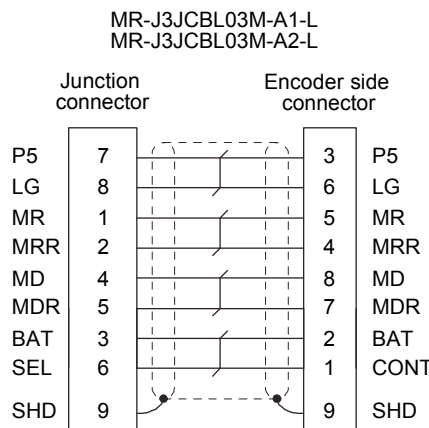 MR-J3JCBL03M-A1-L
MR-J3JCBL03M-A2-L
Junction connector
Encoder side connector
P5 7 3 P5
LG 8 6 LG
MR 1 5 MR
MRR 2 4 MRR
MD 4 8 MD
MDR 5 7 MDR
BAT 3 2 BAT
SEL 6 1 CONT
SHD 9 9 SHD